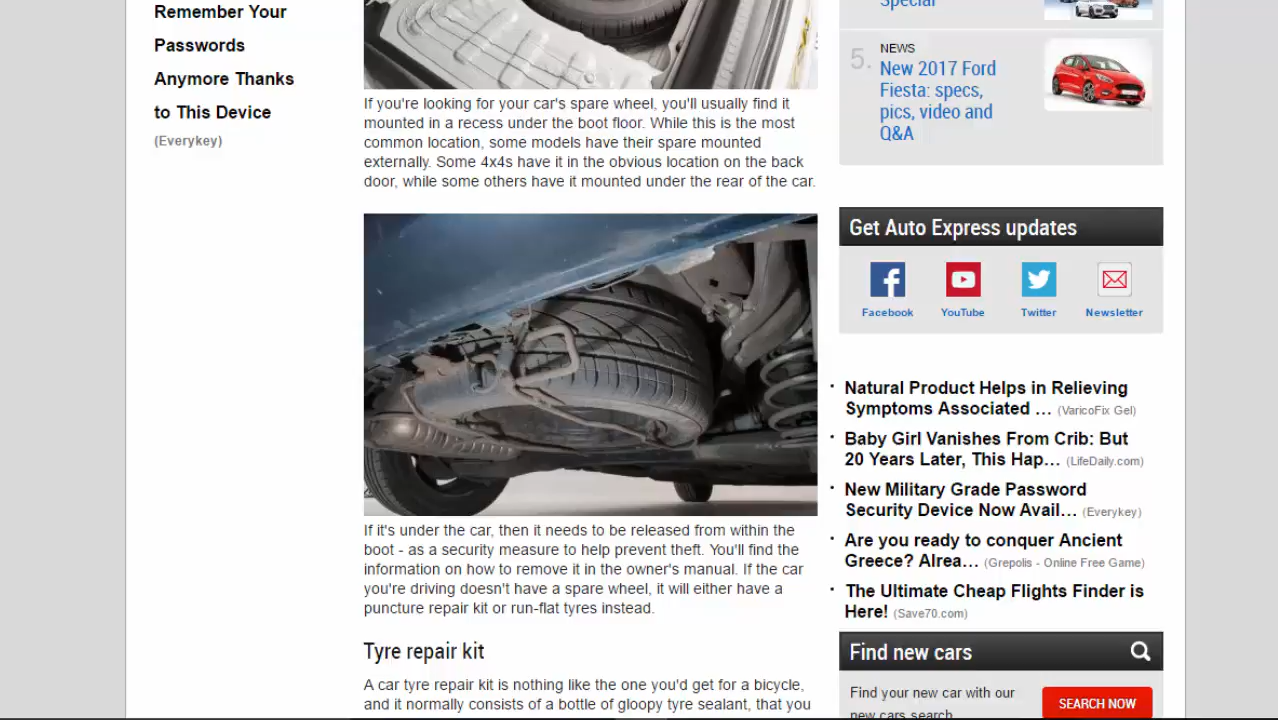 Remember Your
Passwords
Anymore Thanks
to This Device
(Everykey)
If you're looking for your car's spare wheel, you'll usually find it
mounted in a recess under the boot floor. While this is the most
common location, some models have their spare mounted
externally. Some 4x4s have it in the obvious location on the back
door, while some others have it mounted under the rear of the car.
If it's under the car, then it needs to be released from within the
boot - as a security measure to help prevent theft. You'll find the
information on how to remove it in the owner's manual. If the car
you're driving doesn't have a spare wheel, it will either have a
puncture repair kit or run-flat tyres instead.
Tyre repair kit
A car tyre repair kit is nothing like the one you'd get for a bicycle,
and it normally consists of a bottle of gloopy tyre sealant, that you
Special
5.
NEWS
New 2017 Ford
Fiesta: specs,
pics, video and
Q&A
Get Auto Express updates
Facebook YouTube Twitter Newsletter
· Natural Product Helps in Relieving
Symptoms Associated … (VaricoFix Gel)
· Baby Girl Vanishes From Crib: But
20 Years Later, This Hap… (LifeDaily.com)
· New Military Grade Password
Security Device Now Avail… (Everykey)
· Are you ready to conquer Ancient
Greece? Alrea… (Grepolis - Online Free Game)
· The Ultimate Cheap Flights Finder is
Here! (Save70.com)
Find new cars
Find your new car with our
new cars search
SEARCH NOW